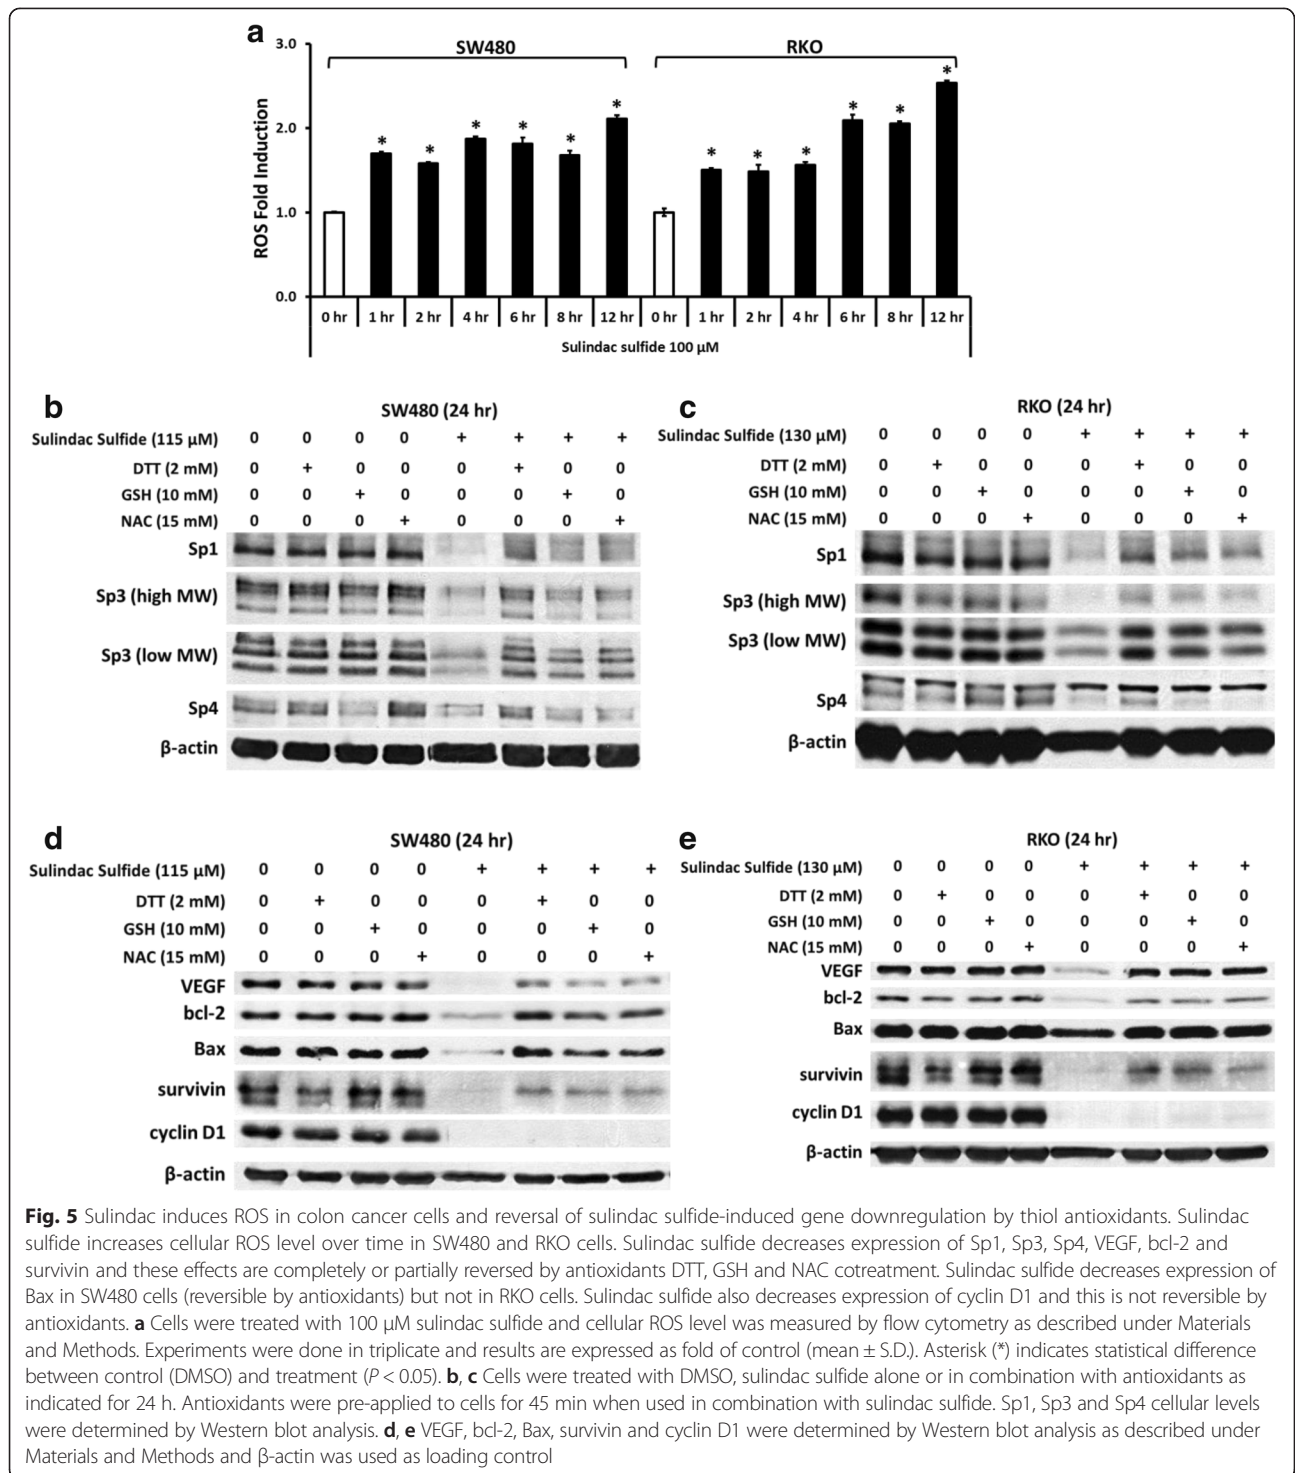 a
3.0
SW480 RKO
* * * * * * * * * * * *
2.0
ROS Fold Induction
1.0
0.0
0 hr 1 hr 2 hr 4 hr 6 hr 8 hr 12 hr 0 hr 1 hr 2 hr 4 hr 6 hr 8 hr 12 hr
Sulindac sulfide 100 µM
b
SW480 (24 hr)
Sulindac Sulfide (115 µM) 0 0 0 0 + + + +
DTT (2 mM) 0 + 0 0 0 + 0 0
GSH (10 mM) 0 0 + 0 0 0 + 0
NAC (15 mM) 0 0 0 + 0 0 0 +
Sp1
Sp3 (high MW)
Sp3 (low MW)
Sp4
β-actin
c
RKO (24 hr)
Sulindac Sulfide (130 µM) 0 0 0 0 + + + +
DTT (2 mM) 0 + 0 0 0 + 0 0
GSH (10 mM) 0 0 + 0 0 0 + 0
NAC (15 mM) 0 0 0 + 0 0 0 +
Sp1
Sp3 (high MW)
Sp3 (low MW)
Sp4
β-actin
d
SW480 (24 hr)
Sulindac Sulfide (115 µM) 0 0 0 0 + + + +
DTT (2 mM) 0 + 0 0 0 + 0 0
GSH (10 mM) 0 0 + 0 0 0 + 0
NAC (15 mM) 0 0 0 + 0 0 0 +
VEGF
bcl-2
Bax
survivin
cyclin D1
β-actin
e
RKO (24 hr)
Sulindac Sulfide (130 µM) 0 0 0 0 + + + +
DTT (2 mM) 0 + 0 0 0 + 0 0
GSH (10 mM) 0 0 + 0 0 0 + 0
NAC (15 mM) 0 0 0 + 0 0 0 +
VEGF
bcl-2
Bax
survivin
cyclin D1
β-actin
Fig. 5 Sulindac induces ROS in colon cancer cells and reversal of sulindac sulfide-induced gene downregulation by thiol antioxidants. Sulindac
sulfide increases cellular ROS level over time in SW480 and RKO cells. Sulindac sulfide decreases expression of Sp1, Sp3, Sp4, VEGF, bcl-2 and
survivin and these effects are completely or partially reversed by antioxidants DTT, GSH and NAC cotreatment. Sulindac sulfide decreases expression of
Bax in SW480 cells (reversible by antioxidants) but not in RKO cells. Sulindac sulfide also decreases expression of cyclin D1 and this is not reversible by
antioxidants. a Cells were treated with 100 µM sulindac sulfide and cellular ROS level was measured by flow cytometry as described under Materials
and Methods. Experiments were done in triplicate and results are expressed as fold of control (mean ± S.D.). Asterisk (*) indicates statistical difference
between control (DMSO) and treatment (P < 0.05). b, c Cells were treated with DMSO, sulindac sulfide alone or in combination with antioxidants as
indicated for 24 h. Antioxidants were pre-applied to cells for 45 min when used in combination with sulindac sulfide. Sp1, Sp3 and Sp4 cellular levels
were determined by Western blot analysis. d, e VEGF, bcl-2, Bax, survivin and cyclin D1 were determined by Western blot analysis as described under
Materials and Methods and β-actin was used as loading control